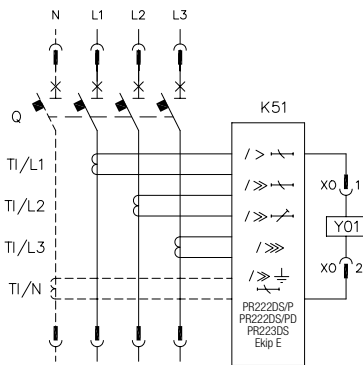 N L1 L2 L3
K51
Q
TI/L1
TI/L2
TI/L3
TI/N
/ >
/ ≫
/ ≫
/ ⋙
/ ≫
X0 1
Y01
X0 2
PR222DS/P
PR222DS/PD
PR223DS
Ekip E